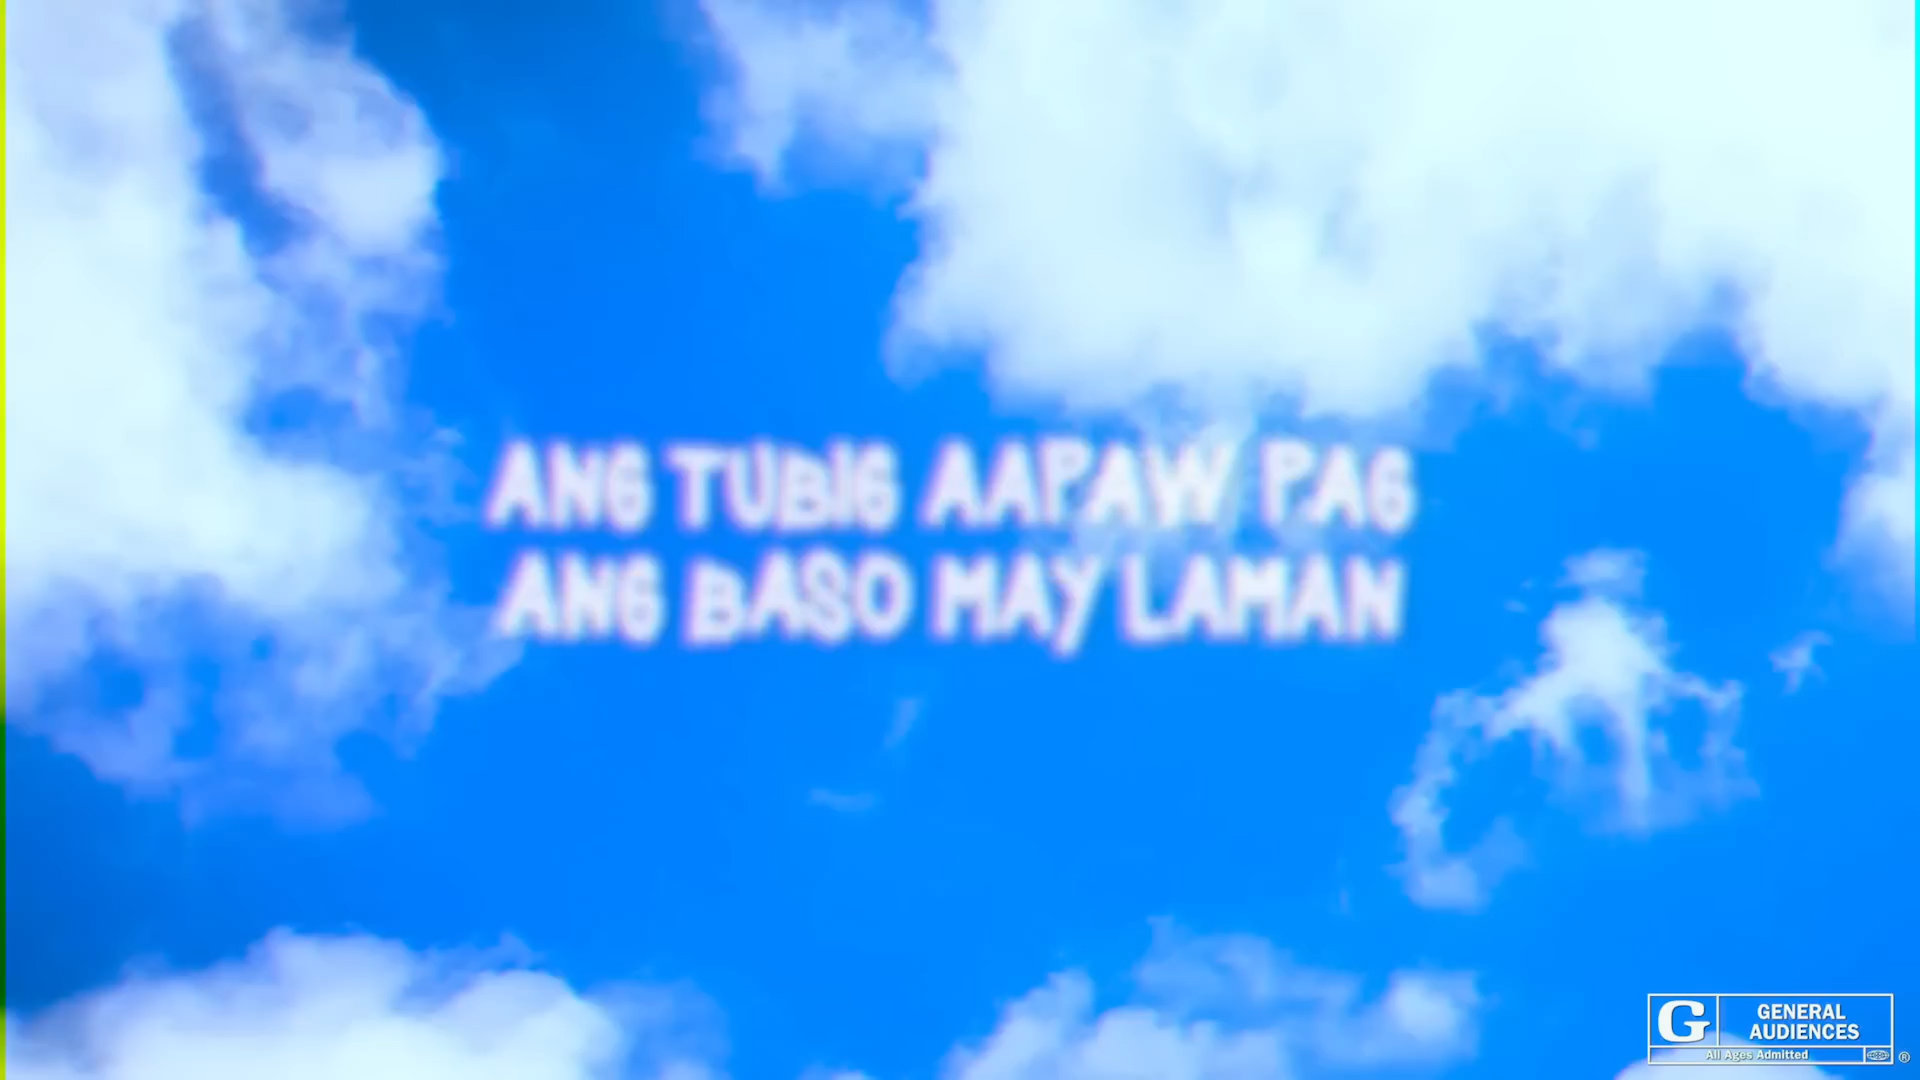 ANG TUBIG AAPAW PAG
ANG BASO MAY LAMAN
G
GENERAL
AUDIENCES
All Ages Admitted
®